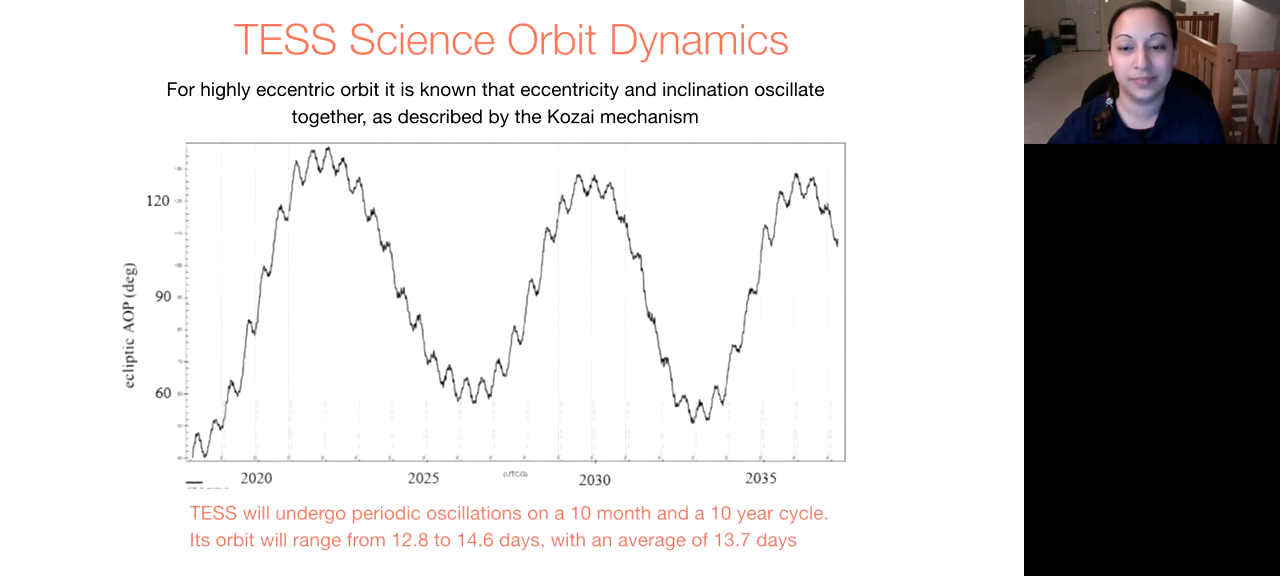 TESS Science Orbit Dynamics
For highly eccentric orbit it is known that eccentricity and inclination oscillate
together, as described by the Kozai mechanism
120
90
60
ecliptic AOP (deg)
2020
2025
(UTCG)
2030
2035
TESS will undergo periodic oscillations on a 10 month and a 10 year cycle.
Its orbit will range from 12.8 to 14.6 days, with an average of 13.7 days